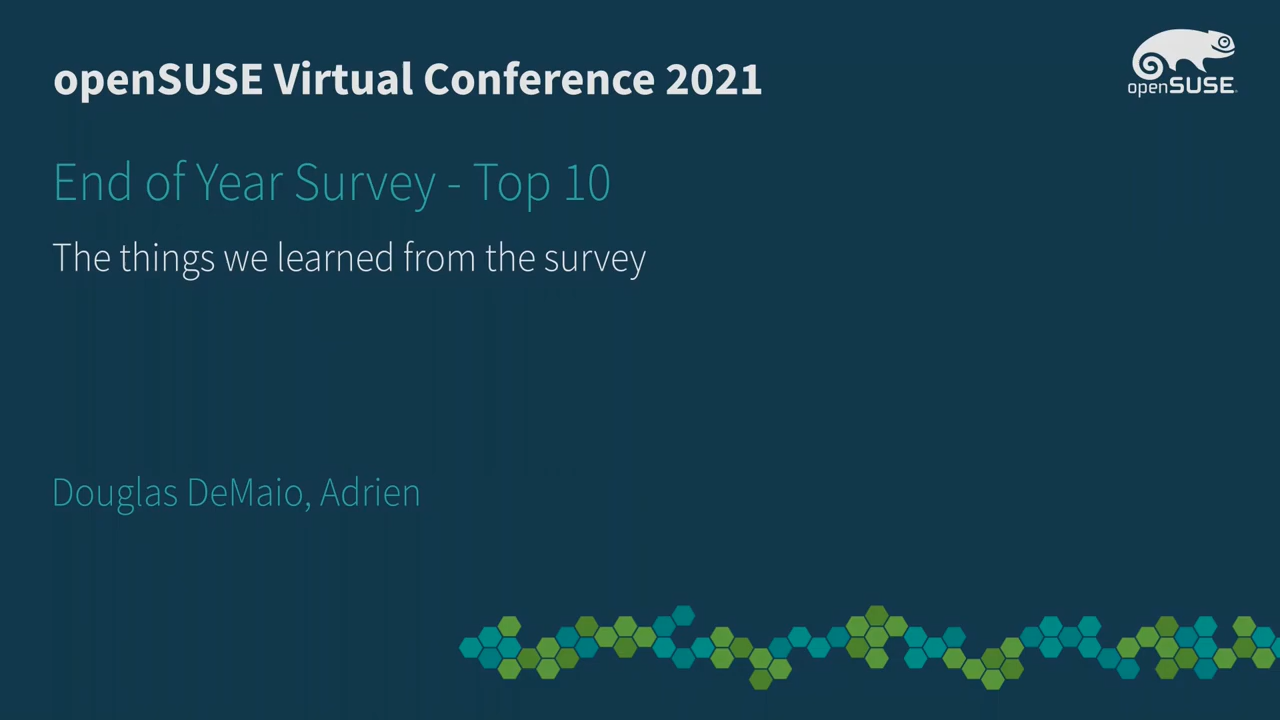 openSUSE Virtual Conference 2021
openSUSE
End of Year Survey - Top 10
The things we learned from the survey
Douglas DeMaio, Adrien